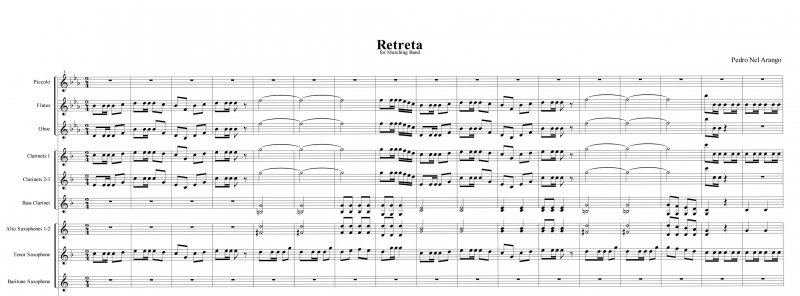 Retreta
for Marching Band
Pedro Nel Arango
Piccolo
Flutes
Oboe
Clarinets 1
Clarinets 2-3
Bass Clarinet
Alto Saxophones 1-2
Tenor Saxophone
Baritone Saxophone